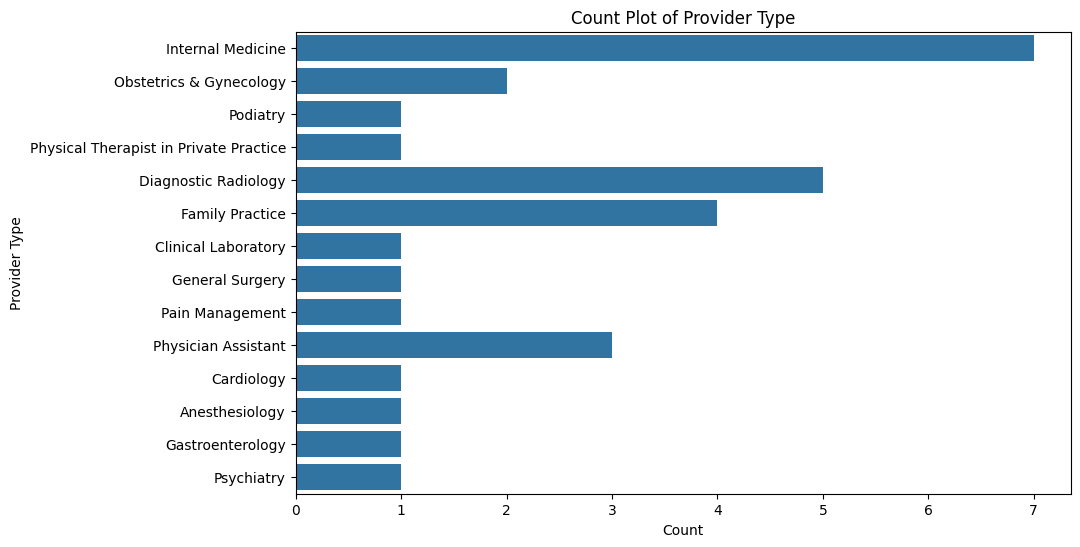 Count Plot of Provider Type
Provider Type
Internal Medicine
Obstetrics & Gynecology
Podiatry
Physical Therapist in Private Practice
Diagnostic Radiology
Family Practice
Clinical Laboratory
General Surgery
Pain Management
Physician Assistant
Cardiology
Anesthesiology
Gastroenterology
Psychiatry
0 1 2 3 4 5 6 7
Count